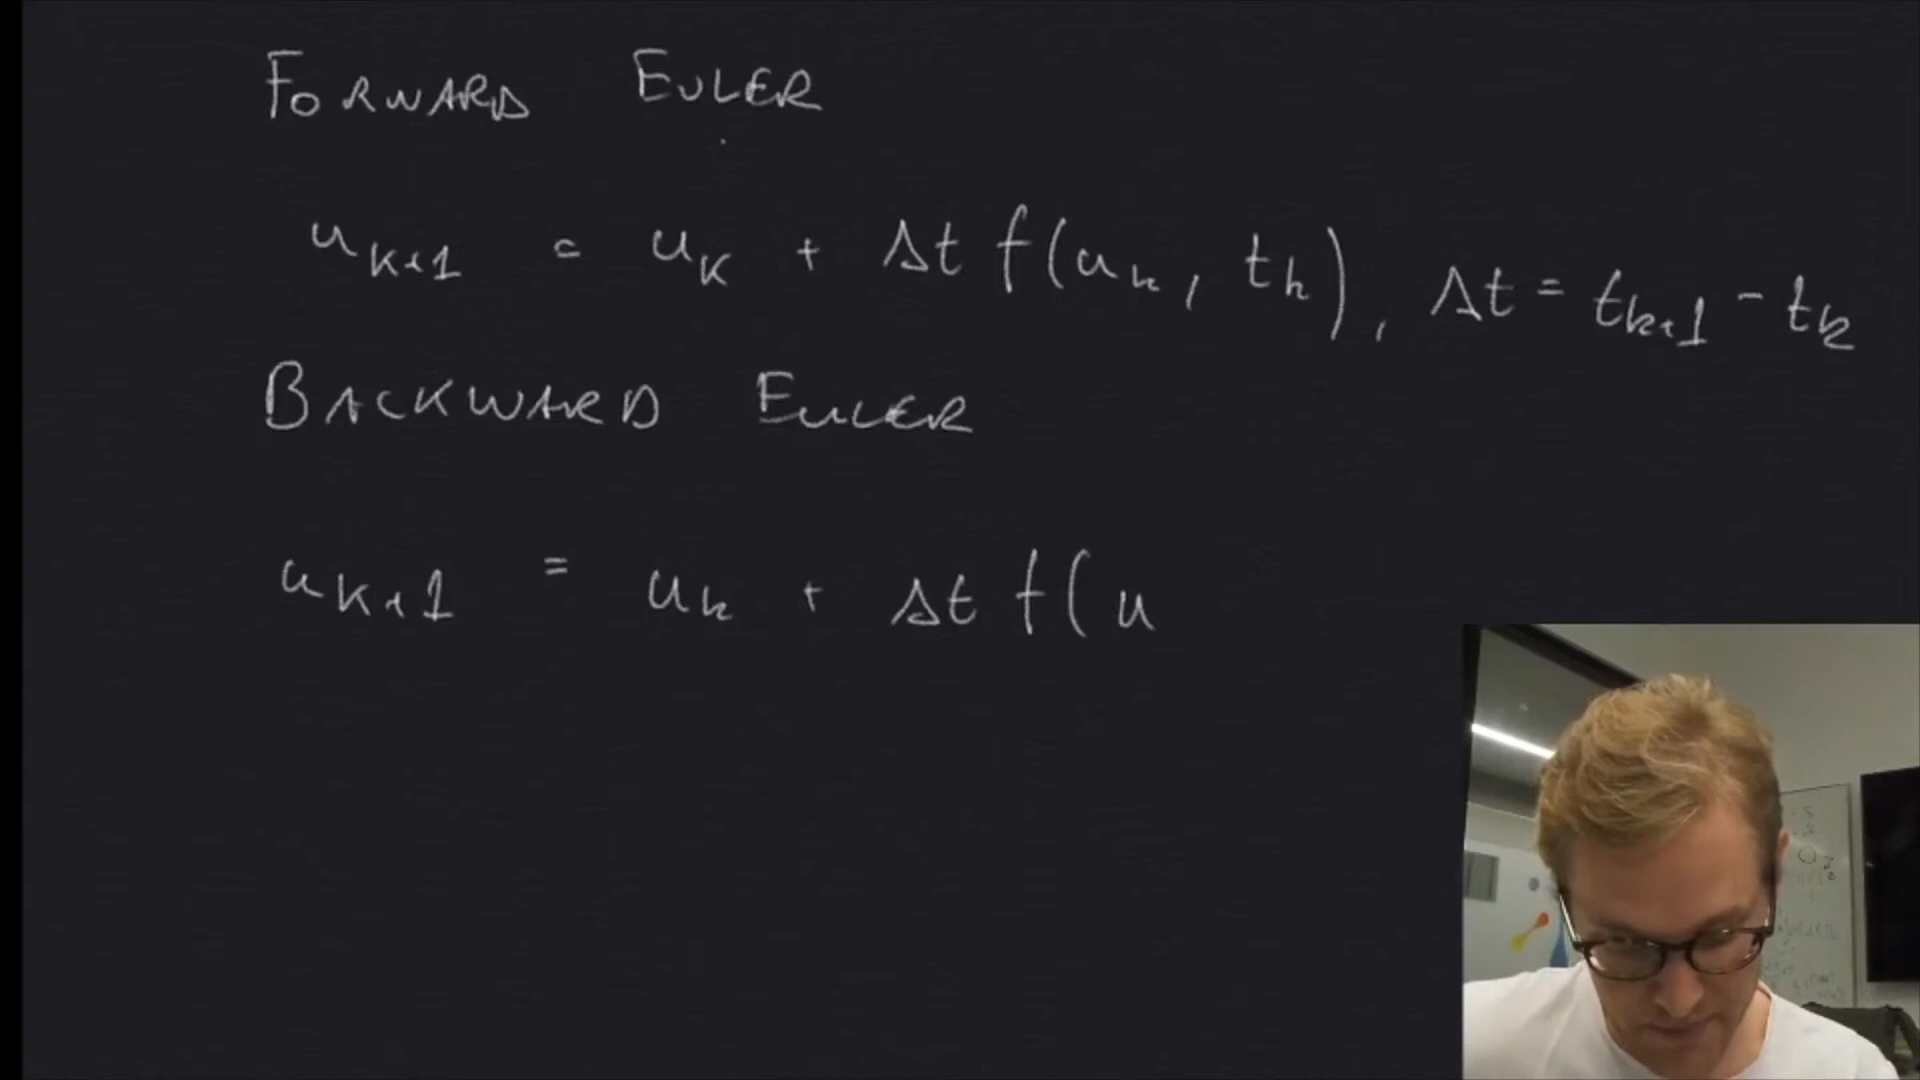 FORWARD EULER
u_{k+1} = u_k + Δt f(u_k, t_k), Δt = t_{k+1} - t_k
BACKWARD EULER
u_{k+1} = u_k + Δt f(u